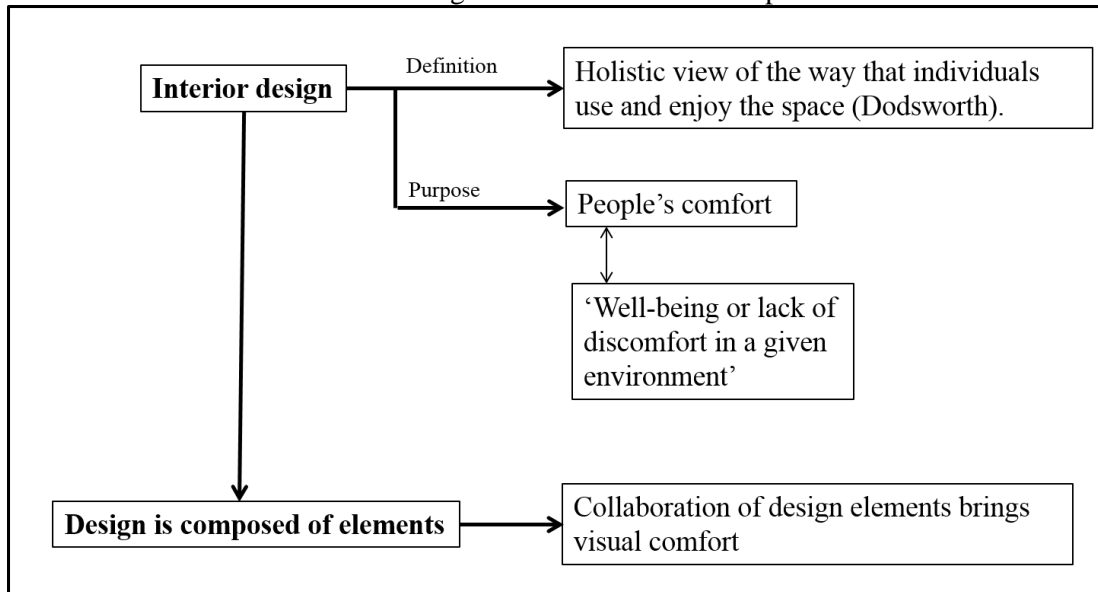 Definition
Interior design
Holistic view of the way that individuals
use and enjoy the space (Dodsworth).
Purpose
People’s comfort
‘Well-being or lack of
discomfort in a given
environment’
Design is composed of elements
Collaboration of design elements brings
visual comfort